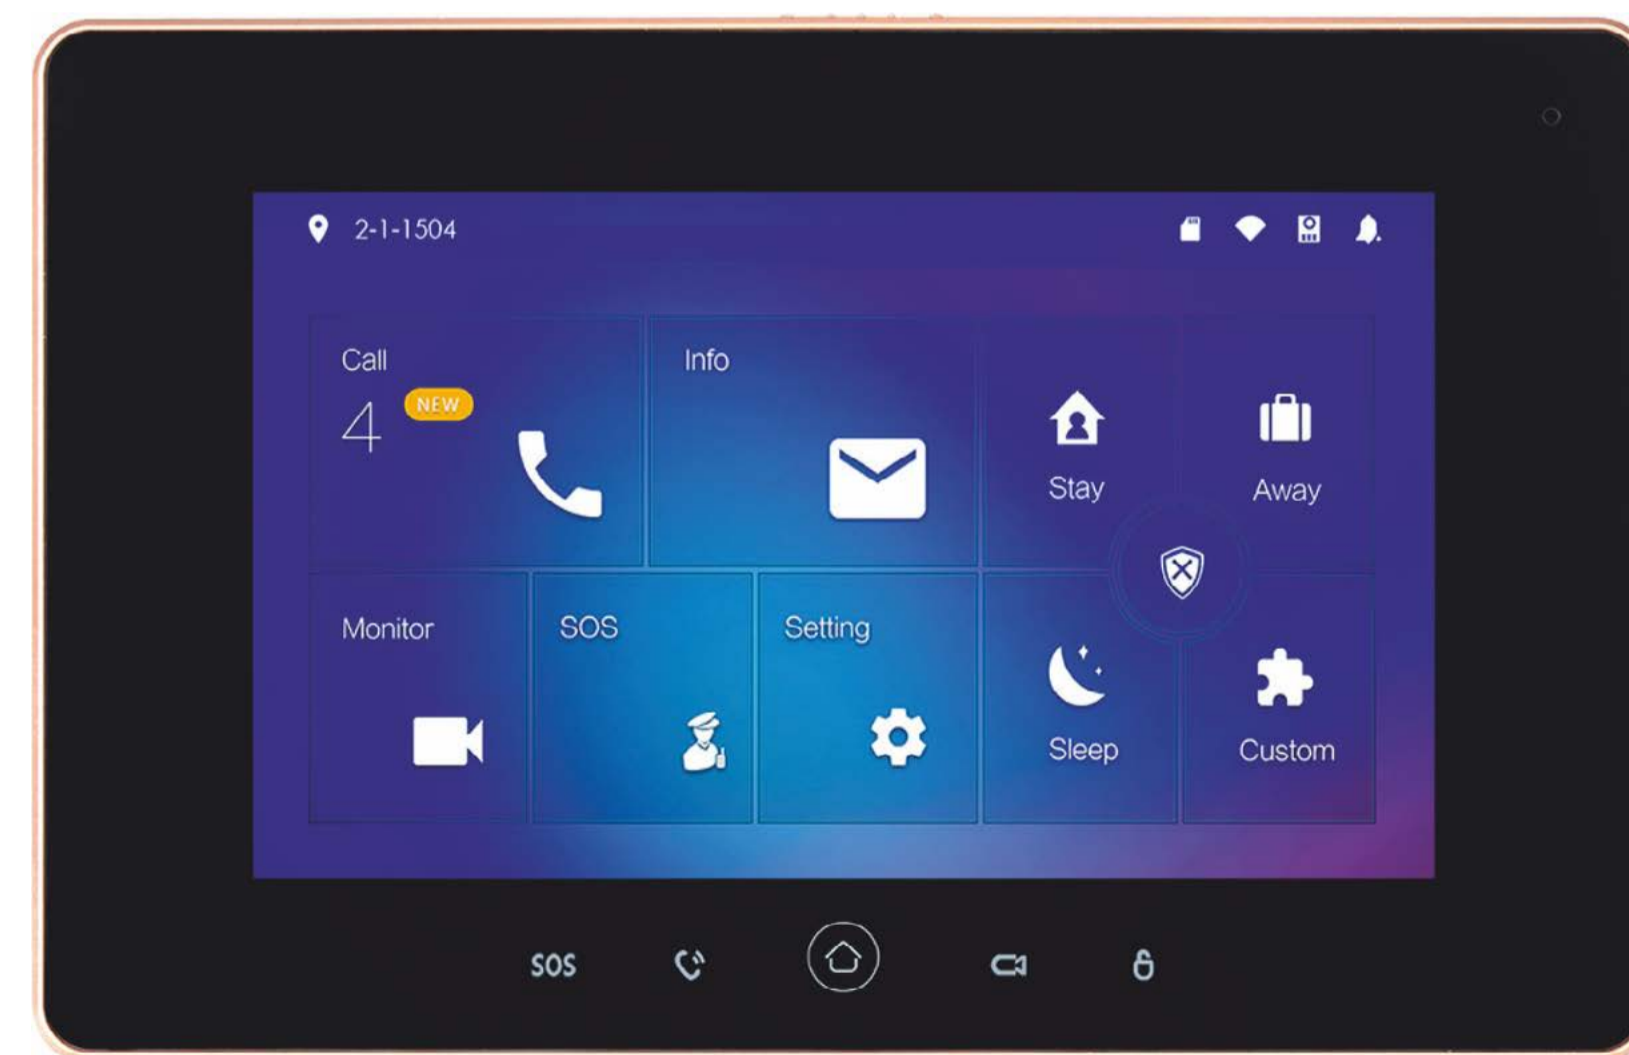 2-1-1504
Call
4 NEW
Info
Stay
Away
Monitor
SOS
Setting
Sleep
Custom
SOS